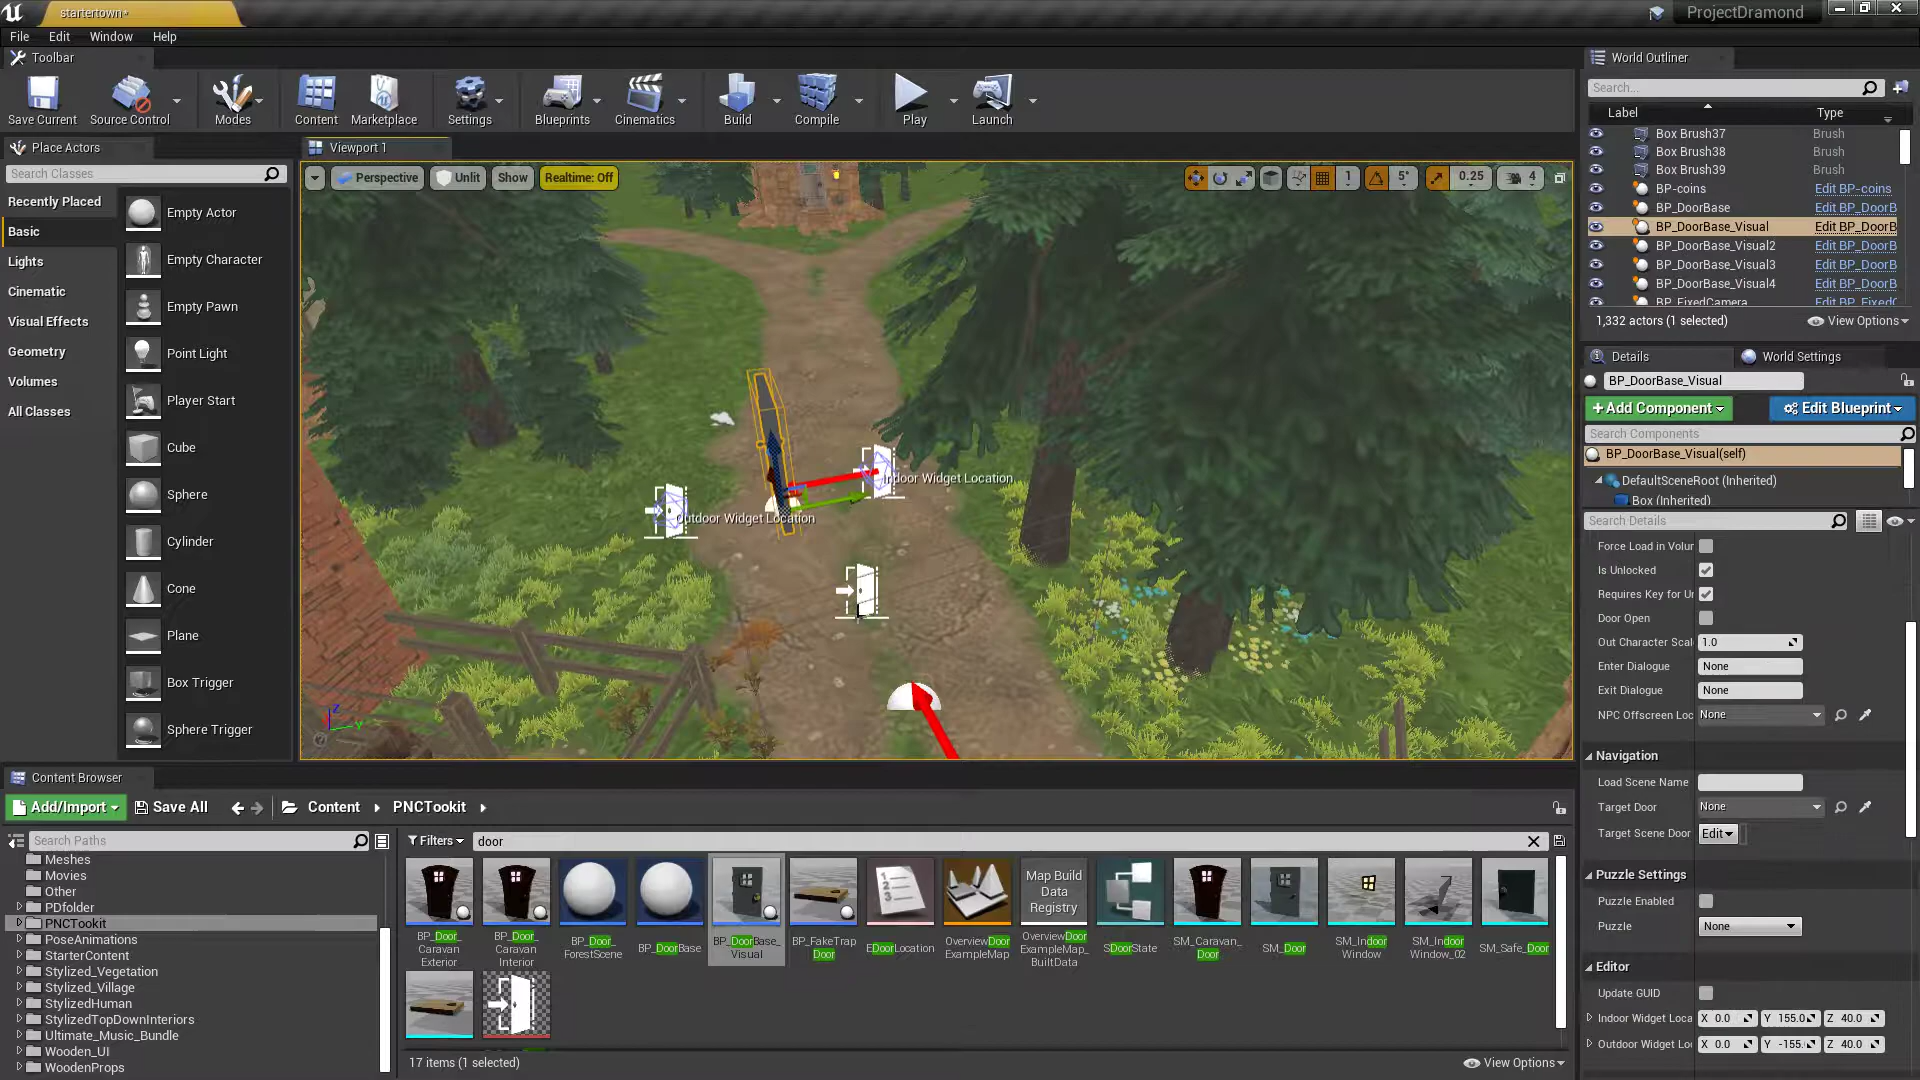 startertown*
ProjectDramond
File Edit Window Help
Toolbar
Save Current
Source Control
Modes
Content
Marketplace
Settings
Blueprints
Cinematics
Build
Compile
Play
Launch
Place Actors
Search Classes
Recently Placed
Basic
Lights
Cinematic
Visual Effects
Geometry
Volumes
All Classes
Empty Actor
Empty Character
Empty Pawn
Point Light
Player Start
Cube
Sphere
Cylinder
Cone
Plane
Box Trigger
Sphere Trigger
Viewport 1
Perspective Unlit Show Realtime: Off
1 5° 0.25 4
Indoor Widget Location
Outdoor Widget Location
Z
Y
World Outliner
Search...
Label Type
Box Brush37 Brush
Box Brush38 Brush
Box Brush39 Brush
BP-coins Edit BP-coins
BP_DoorBase Edit BP_DoorB
BP_DoorBase_Visual Edit BP_DoorB
BP_DoorBase_Visual2 Edit BP_DoorB
BP_DoorBase_Visual3 Edit BP_DoorB
BP_DoorBase_Visual4 Edit BP_DoorB
BP_FixedCamera Edit BP_FixedC
1,332 actors (1 selected) View Options
Details World Settings
BP_DoorBase_Visual
+Add Component Edit Blueprint
Search Components
BP_DoorBase_Visual(self)
DefaultSceneRoot (Inherited)
Box (Inherited)
Search Details
Force Load in Volur
Is Unlocked
Requires Key for Ur
Door Open
Out Character Scal 1.0
Enter Dialogue None
Exit Dialogue None
NPC Offscreen Loc None
Navigation
Load Scene Name
Target Door None
Target Scene Door Edit
Puzzle Settings
Puzzle Enabled
Puzzle None
Editor
Update GUID
Indoor Widget Loca X 0.0 Y 155.0 Z 40.0
Outdoor Widget Loc X 0.0 Y -155. Z 40.0
Content Browser
Add/Import Save All Content PNCTookit
Search Paths
Meshes
Movies
Other
PDfolder
PNCTookit
PoseAnimations
StarterContent
Stylized_Vegetation
Stylized_Village
StylizedHuman
StylizedTopDownInteriors
Ultimate_Music_Bundle
Wooden_UI
WoodenProps
Filters door
Map Build
Data
Registry
BP_Door_
Caravan
Exterior
BP_Door_
Caravan
Interior
BP_Door_
ForestScene
BP_DoorBase
BP_DoorBase_
Visual
BP_FakeTrap
Door
EDoorLocation
OverviewDoor
ExampleMap
OverviewDoor
ExampleMap_
BuiltData
SDoorState
SM_Caravan_
Door
SM_Door
SM_Indoor
Window
SM_Indoor
Window_02
SM_Safe_Door
17 items (1 selected) View Options